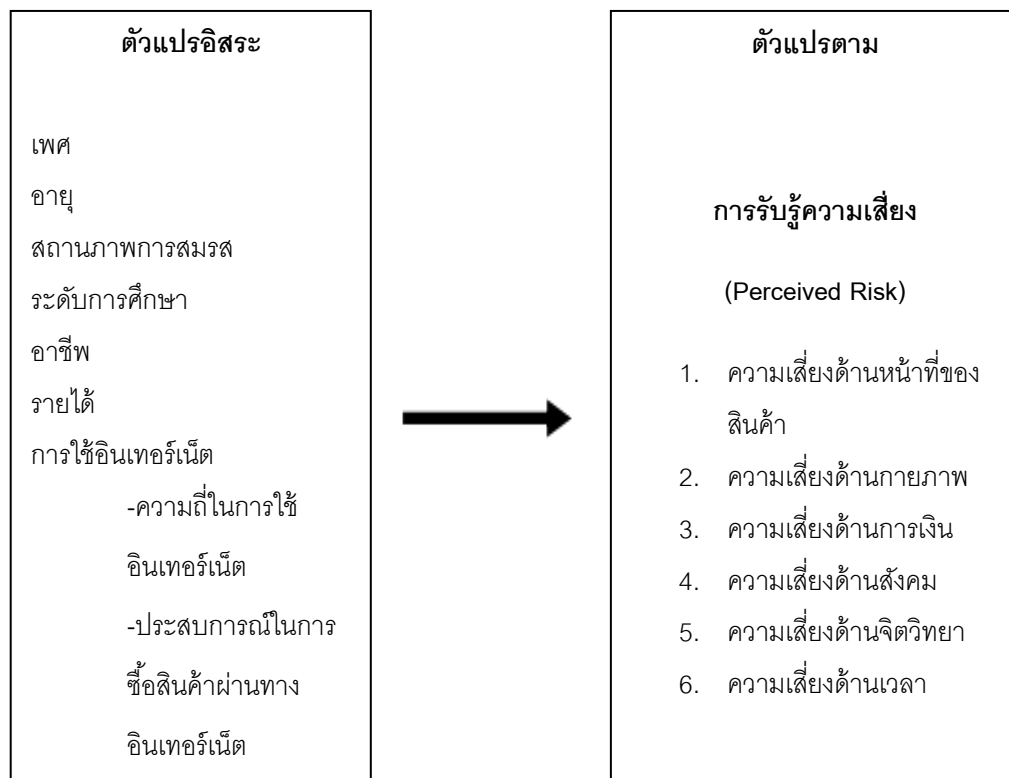 ตัวแปรอิสระ
เพศ
อายุ
สถานภาพการสมรส
ระดับการศึกษา
อาชีพ
รายได้
การใช้อินเทอร์เน็ต
-ความถี่ในการใช้
อินเทอร์เน็ต
-ประสบการณ์ในการ
ซื้อสินค้าผ่านทาง
อินเทอร์เน็ต
ตัวแปรตาม
การรับรู้ความเสี่ยง
(Perceived Risk)
1. ความเสี่ยงด้านหน้าที่ของ
สินค้า
2. ความเสี่ยงด้านกายภาพ
3. ความเสี่ยงด้านการเงิน
4. ความเสี่ยงด้านสังคม
5. ความเสี่ยงด้านจิตวิทยา
6. ความเสี่ยงด้านเวลา